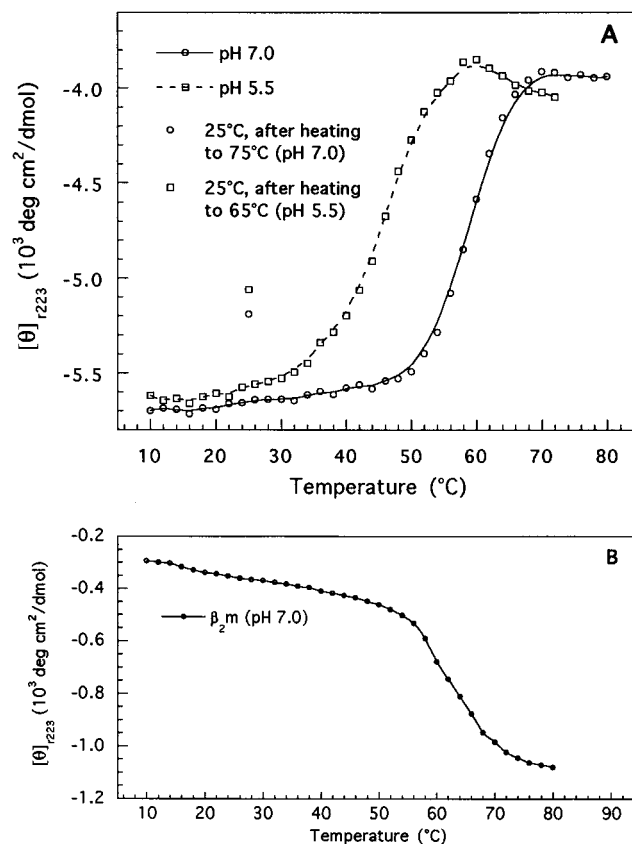 A
pH 7.0
pH 5.5
25°C, after heating
to 75°C (pH 7.0)
25°C, after heating
to 65°C (pH 5.5)
[θ]r223 (10³ deg cm²/dmol)
-4.0
-4.5
-5.0
-5.5
10 20 30 40 50 60 70 80
Temperature (°C)
B
β₂m (pH 7.0)
[θ]r223 (10³ deg cm²/dmol)
-0.2
-0.4
-0.6
-0.8
-1.0
-1.2
10 20 30 40 50 60 70 80 90
Temperature (°C)